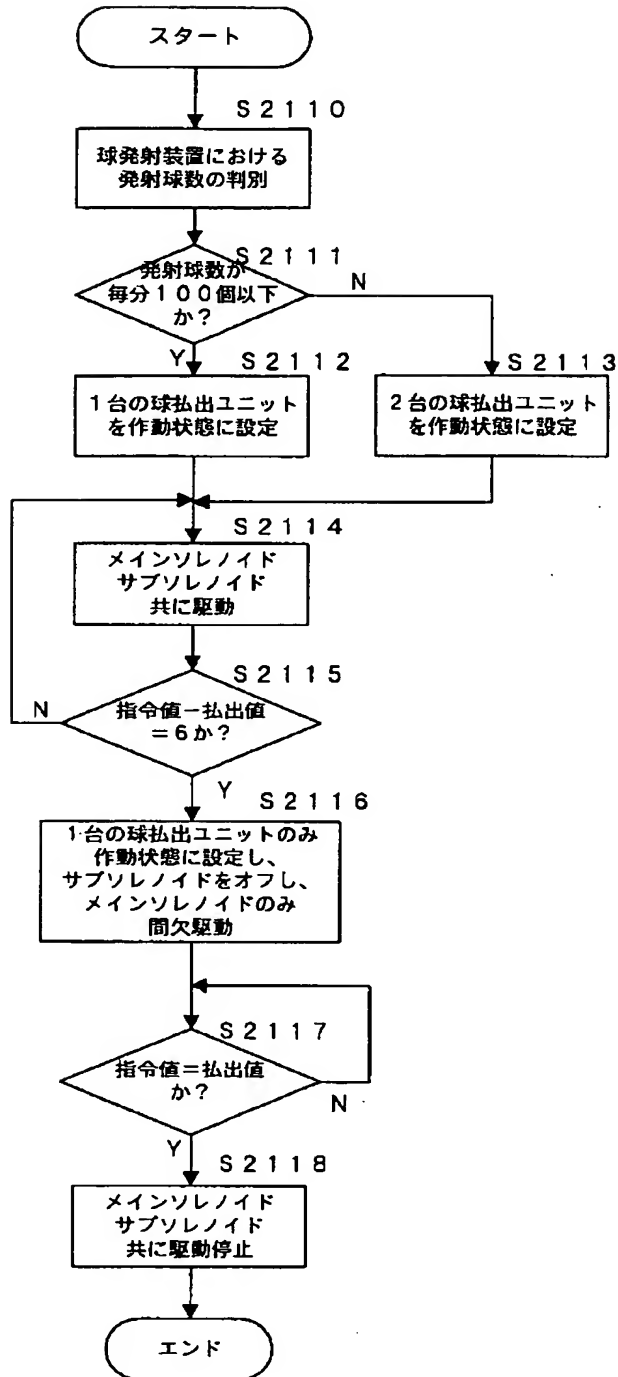 スタート
S2110
球発射装置における
発射球数の判別
S2111
発射球数が
毎分100個以下
か?
N
Y
S2112
1台の球払出ユニット
を作動状態に設定
S2113
2台の球払出ユニット
を作動状態に設定
S2114
メインソレノイド
サブソレノイド
共に駆動
S2115
指令値－払出値
＝6か?
N
Y
S2116
1台の球払出ユニットのみ
作動状態に設定し、
サブソレノイドをオフし、
メインソレノイドのみ
間欠駆動
S2117
指令値＝払出値
か?
N
Y
S2118
メインソレノイド
サブソレノイド
共に駆動停止
エンド